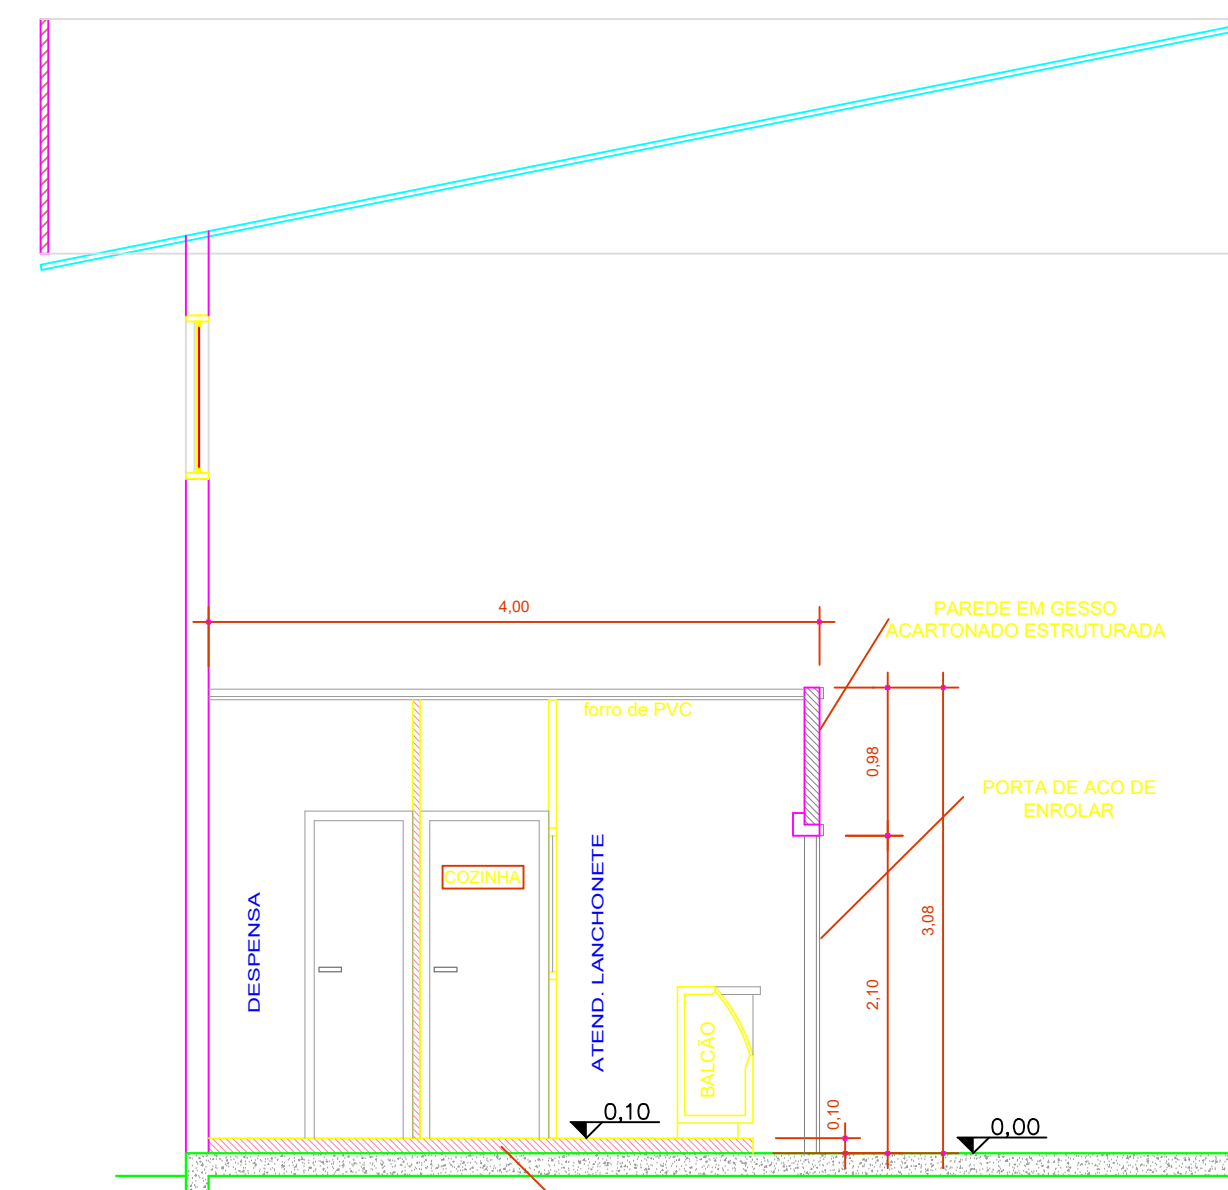 4,00
PAREDE EM GESSO
ACARTONADO ESTRUTURADA
forro de PVC
0,98
PORTA DE ACO DE
ENROLAR
COZINHA
DESPENSA
ATEND. LANCHONETE
3,08
2,10
BALCÃO
0,10
0,10
0,00